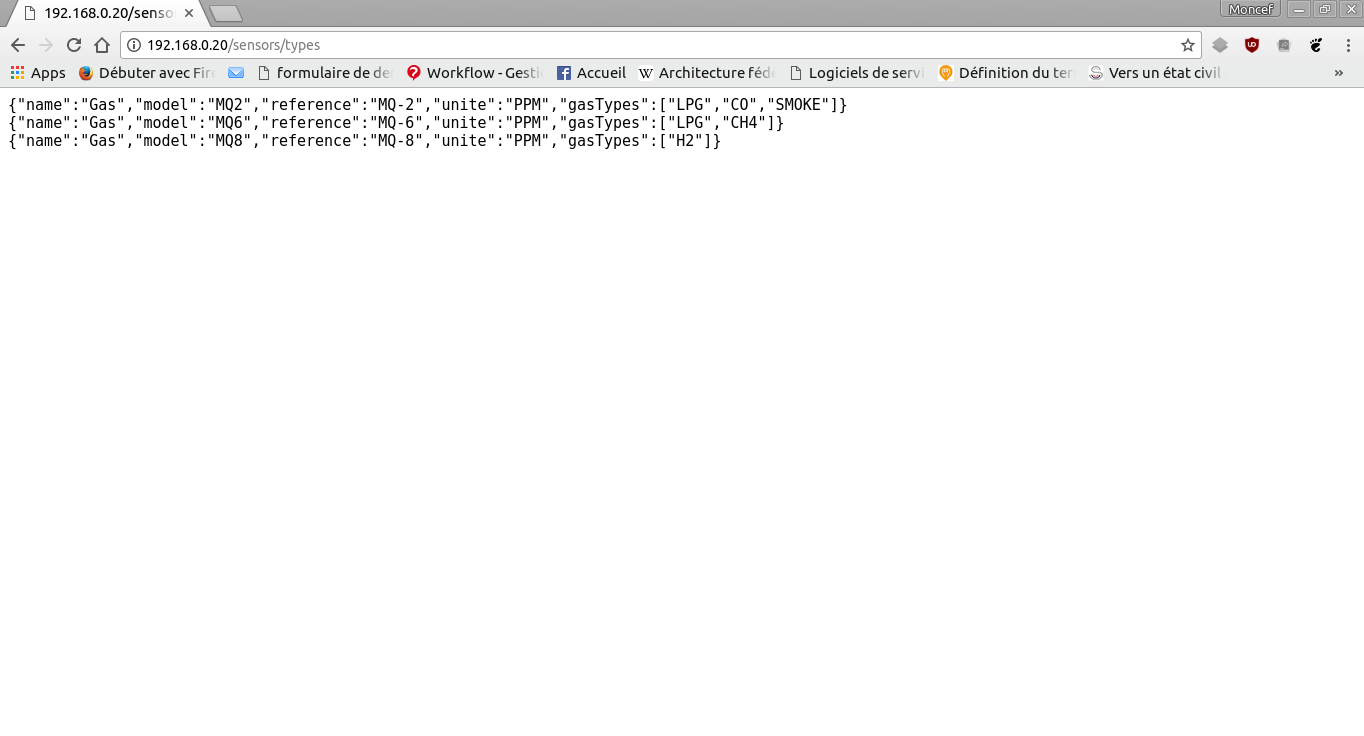 192.168.0.20/senso
Moncef
192.168.0.20/sensors/types
Apps Débuter avec Fire formulaire de de Workflow - Gesti Accueil W Architecture féd Logiciels de servi Définition du ter Vers un état civil »
{"name":"Gas","model":"MQ2","reference":"MQ-2","unite":"PPM","gasTypes":["LPG","CO","SMOKE"]}
{"name":"Gas","model":"MQ6","reference":"MQ-6","unite":"PPM","gasTypes":["LPG","CH4"]}
{"name":"Gas","model":"MQ8","reference":"MQ-8","unite":"PPM","gasTypes":["H2"]}